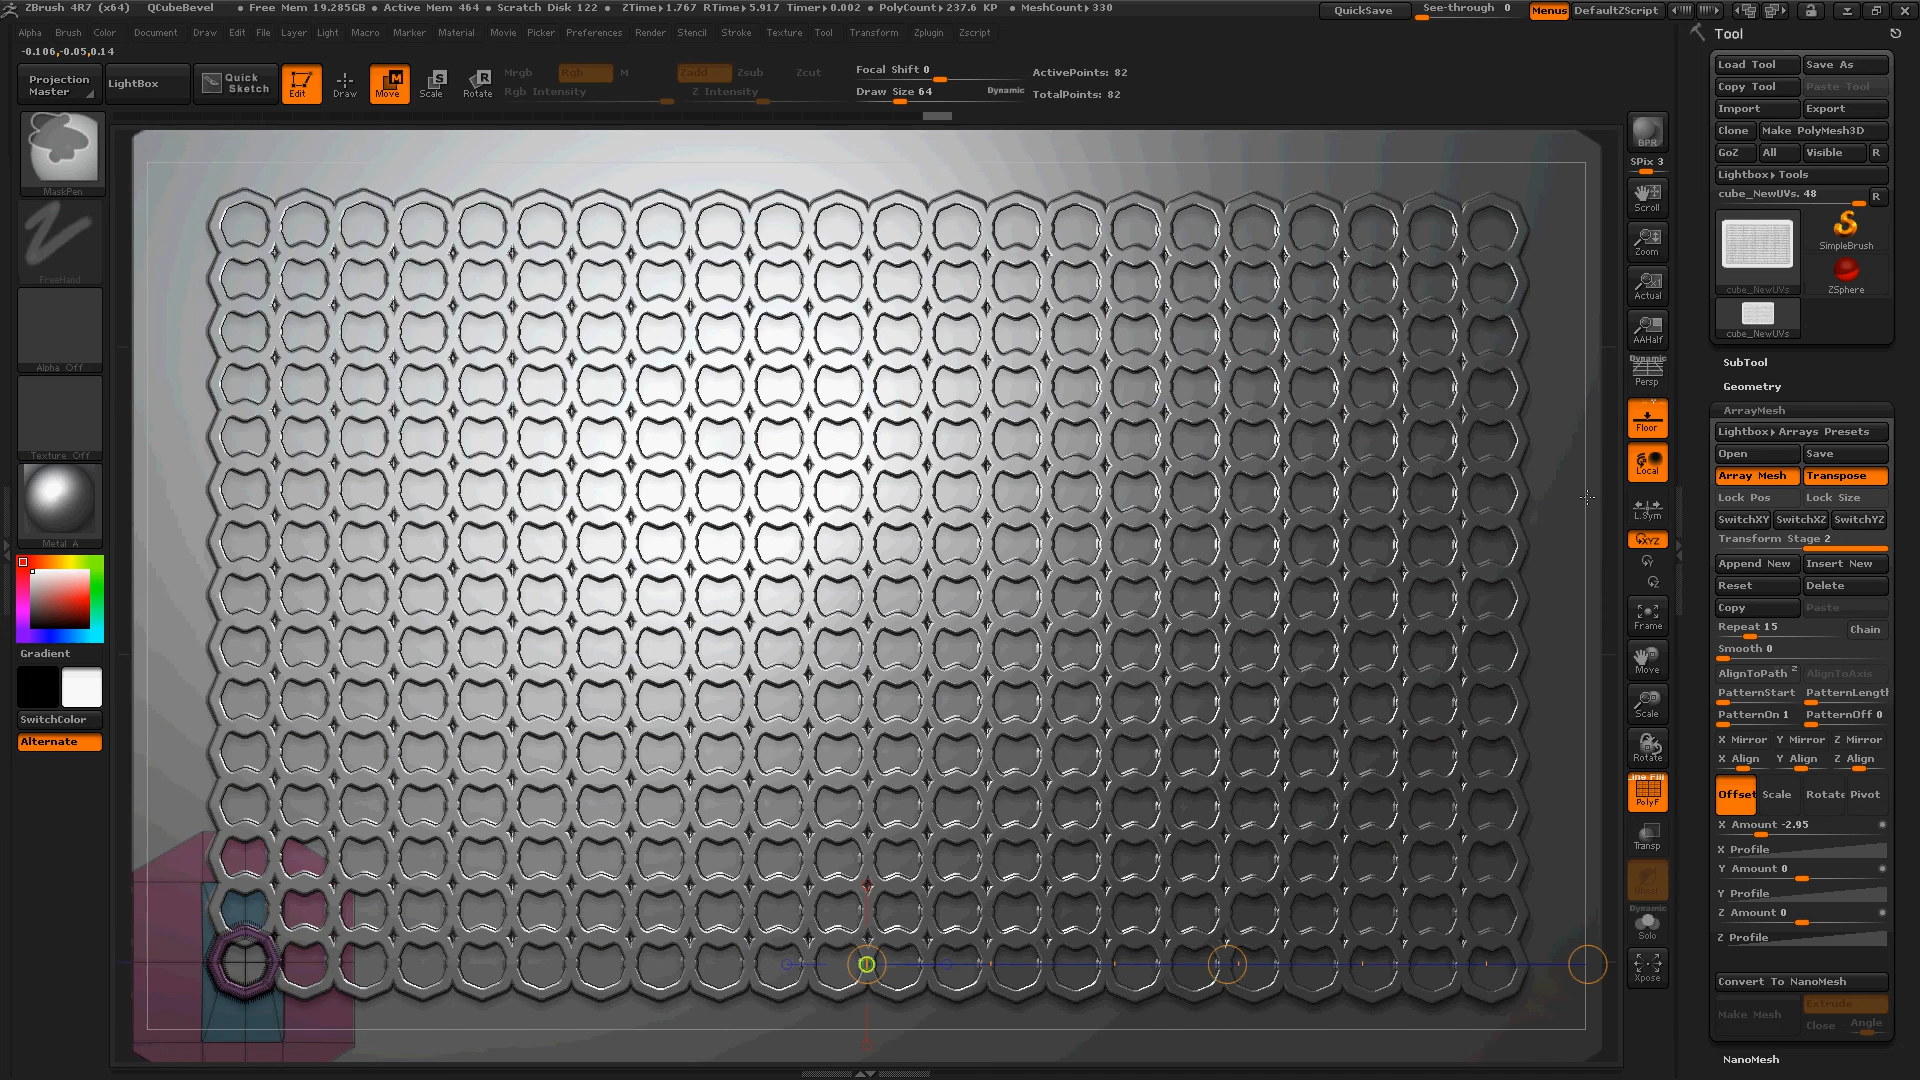 ZBrush 4R7 (x64) QCubeBevel • Free Mem 19.285GB • Active Mem 464 • Scratch Disk 122 • ZTime▸1.767 RTime▸5.917 Timer▸0.002 • PolyCount▸237.6 KP • MeshCount▸330 QuickSave See-through 0 Menus DefaultZScript
Alpha Brush Color Document Draw Edit File Layer Light Macro Marker Material Movie Picker Preferences Render Stencil Stroke Texture Tool Transform Zplugin Zscript
-0.106,-0.05,0.14
Projection Master
LightBox
Quick Sketch
Edit
Draw
Move
Scale
Rotate
Mrgb Rgb M
Rgb Intensity
Zadd Zsub Zcut
Z Intensity
Focal Shift 0
Draw Size 64 Dynamic
ActivePoints: 82
TotalPoints: 82
MaskPen
FreeHand
Alpha Off
Texture Off
Metal A
Gradient
SwitchColor
Alternate
BPR
SPix 3
Scroll
Zoom
Actual
AAHalf
Dynamic
Persp
Floor
Local
L.Sym
XYZ
Frame
Move
Scale
Rotate
Line Fill
PolyF
Transp
Ghost
Dynamic
Solo
Xpose
Tool
Load Tool Save As
Copy Tool Paste Tool
Import Export
Clone Make PolyMesh3D
GoZ All Visible R
Lightbox▸Tools
cube_NewUVs. 48 R
cube_NewUVs
SimpleBrush
ZSphere
cube_NewUVs
SubTool
Geometry
ArrayMesh
Lightbox▸Arrays Presets
Open Save
Array Mesh Transpose
Lock Pos Lock Size
SwitchXY SwitchXZ SwitchYZ
Transform Stage 2
Append New Insert New
Reset Delete
Copy Paste
Repeat 15 Chain
Smooth 0
AlignToPath AlignToAxis
PatternStart PatternLength
PatternOn 1 PatternOff 0
X Mirror Y Mirror Z Mirror
X Align Y Align Z Align
Offset Scale Rotate Pivot
X Amount -2.95
X Profile
Y Amount 0
Y Profile
Z Amount 0
Z Profile
Convert To NanoMesh
Make Mesh Extrude
Close Angle
NanoMesh